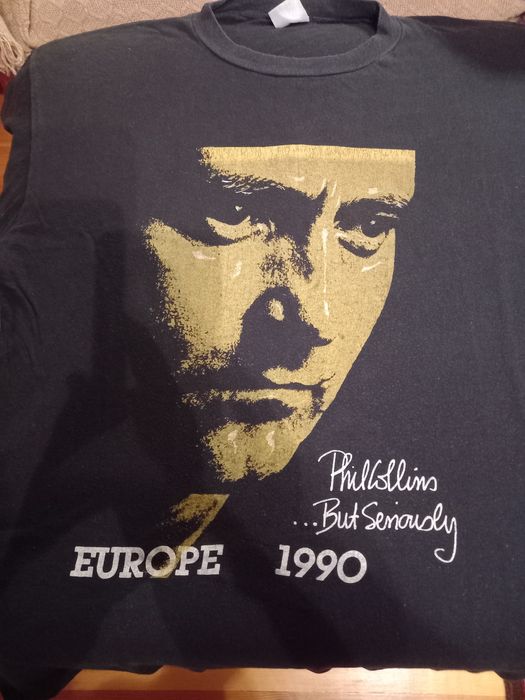 Phil Collins
...But Seriously
EUROPE 1990